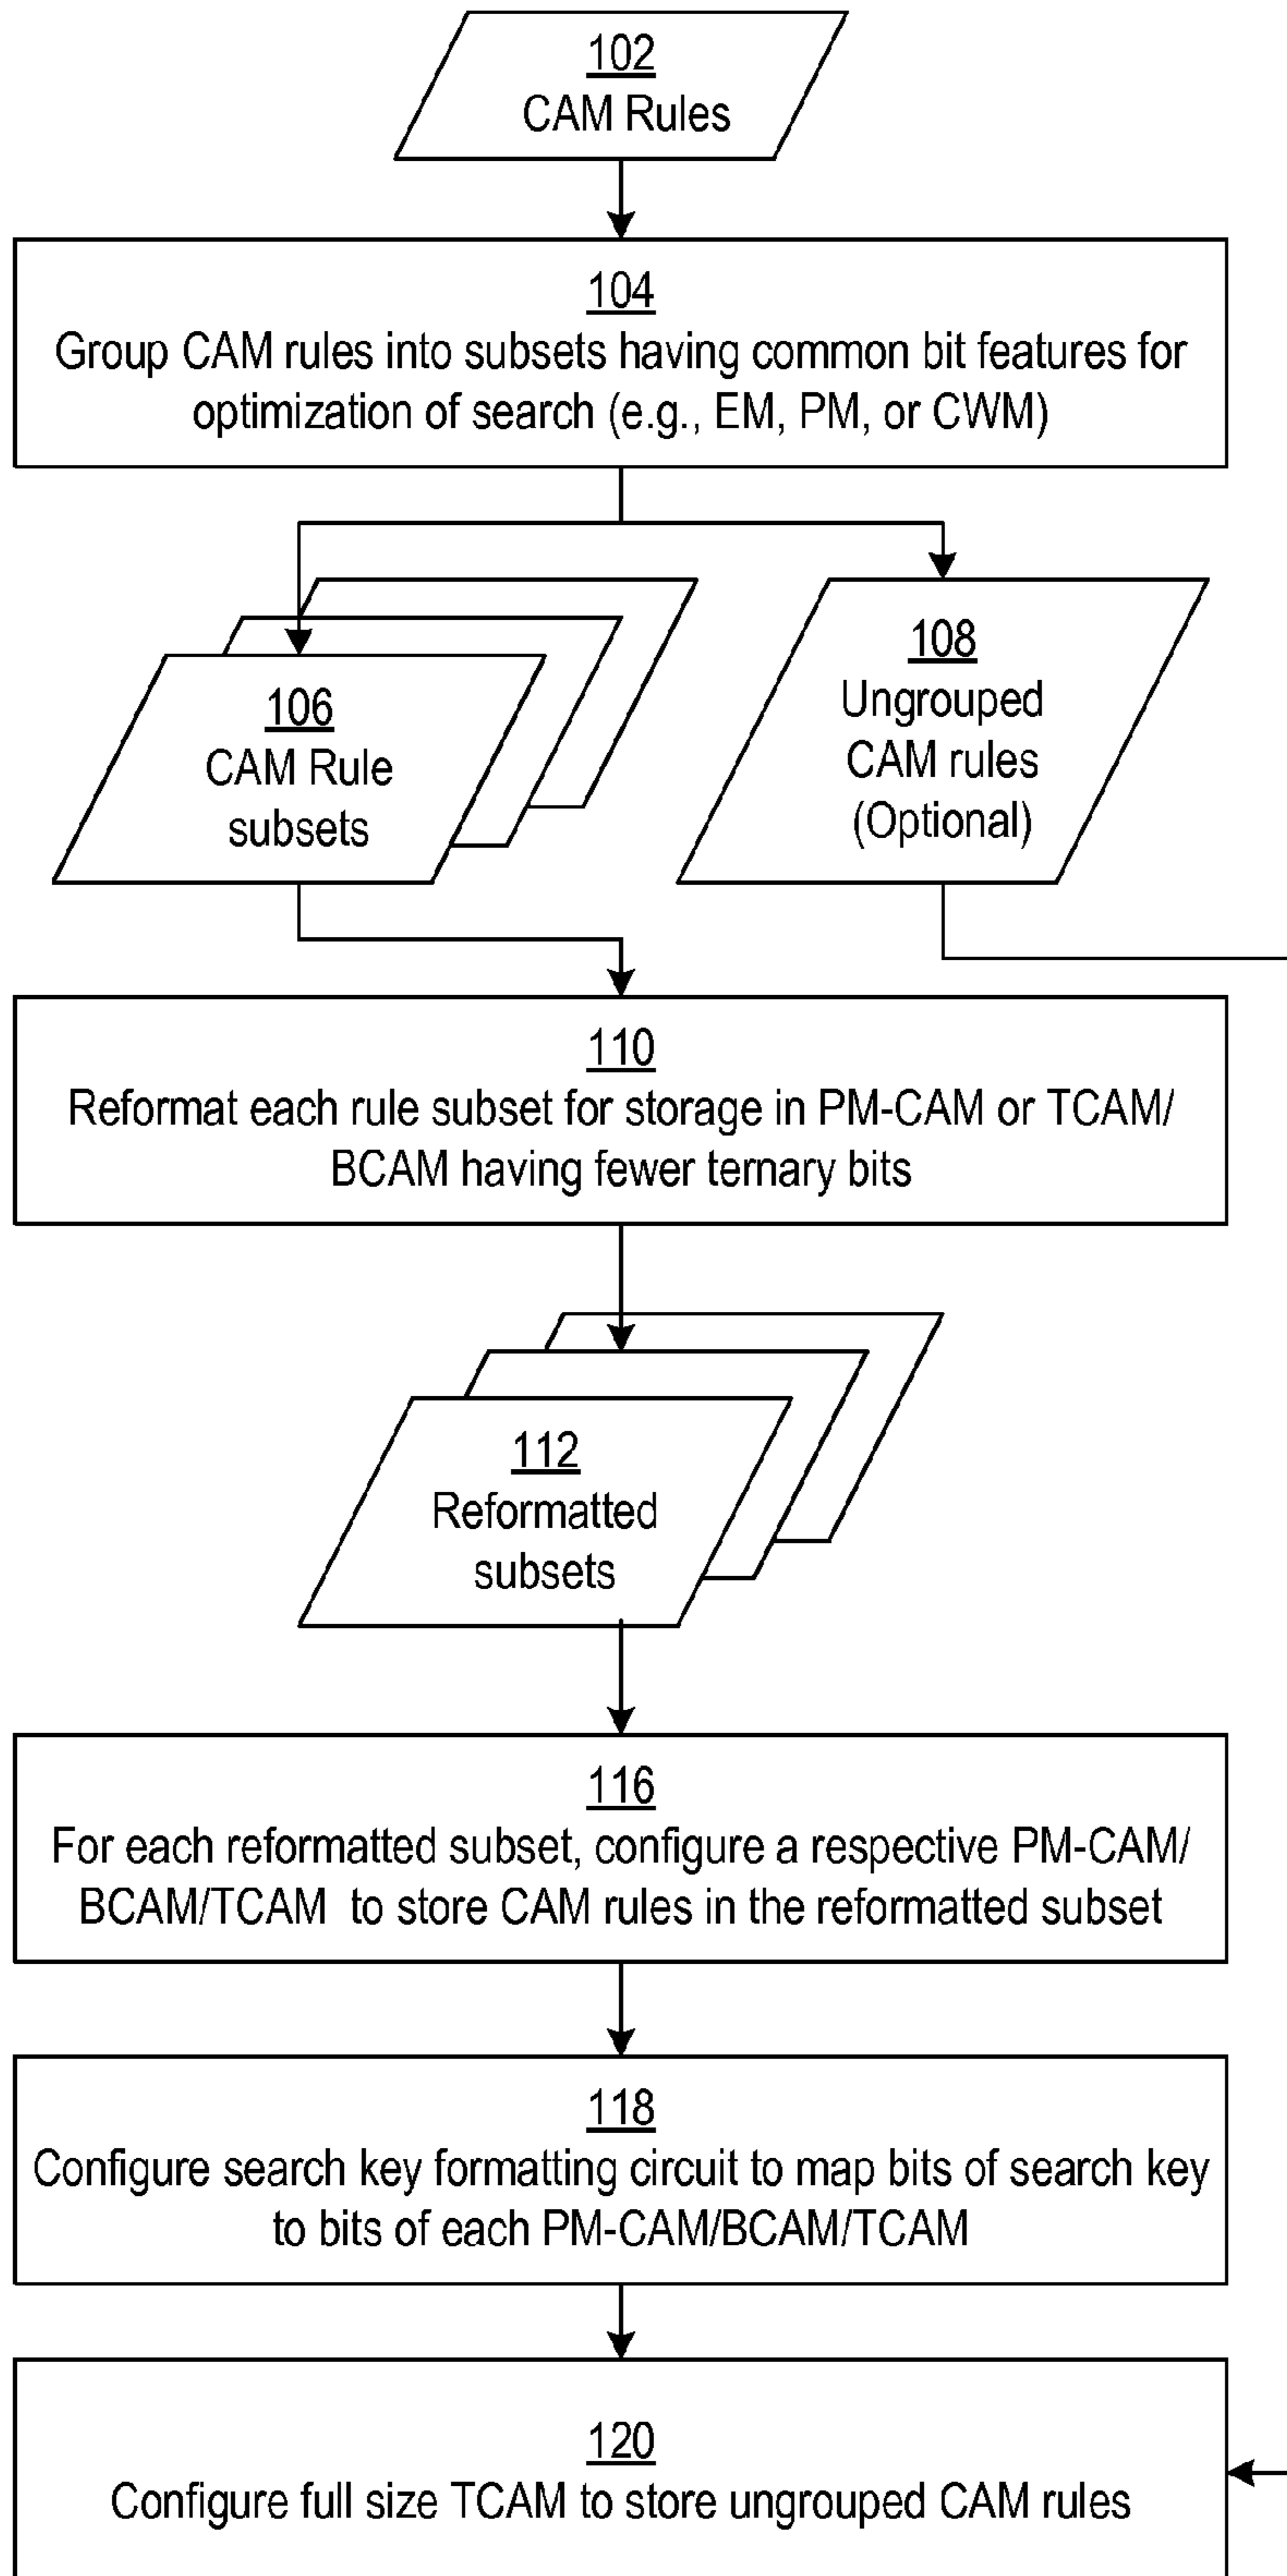 102
CAM Rules
104
Group CAM rules into subsets having common bit features for
optimization of search (e.g., EM, PM, or CWM)
106
CAM Rule
subsets
108
Ungrouped
CAM rules
(Optional)
110
Reformat each rule subset for storage in PM-CAM or TCAM/
BCAM having fewer ternary bits
112
Reformatted
subsets
116
For each reformatted subset, configure a respective PM-CAM/
BCAM/TCAM to store CAM rules in the reformatted subset
118
Configure search key formatting circuit to map bits of search key
to bits of each PM-CAM/BCAM/TCAM
120
Configure full size TCAM to store ungrouped CAM rules